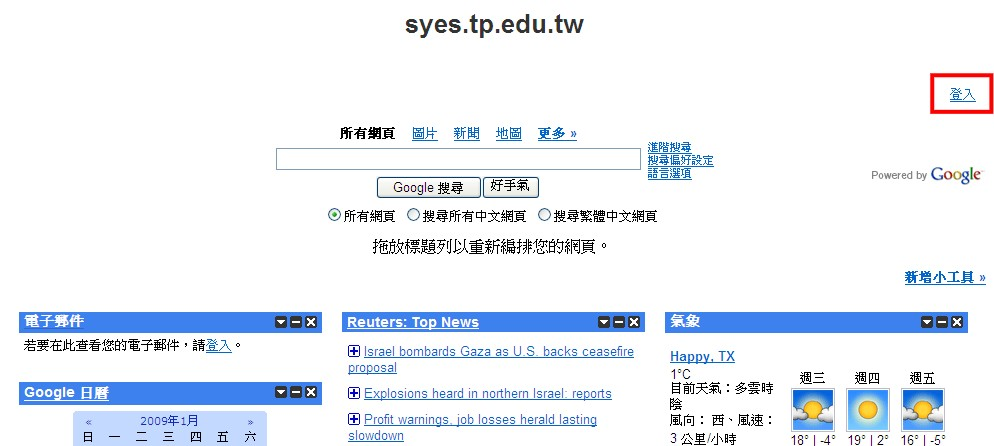 syes.tp.edu.tw
登入
所有網頁 圖片 新聞 地圖 更多 »
進階搜尋
搜尋偏好設定
語言選項
Google 搜尋 好手氣
Powered by Google
所有網頁 搜尋所有中文網頁 搜尋繁體中文網頁
拖放標題列以重新編排您的網頁。
新增小工具 »
電子郵件
若要在此查看您的電子郵件，請登入。
Google 日曆
« 2009年1月 »
日 一 二 三 四 五 六
Reuters: Top News
Israel bombards Gaza as U.S. backs ceasefire
proposal
Explosions heard in northern Israel: reports
Profit warnings, job losses herald lasting
slowdown
氣象
Happy, TX
1°C
目前天氣：多雲時
陰
風向： 西、風速：
3 公里/小時
週三 週四 週五
18° | -4° 19° | 2° 16° | -5°